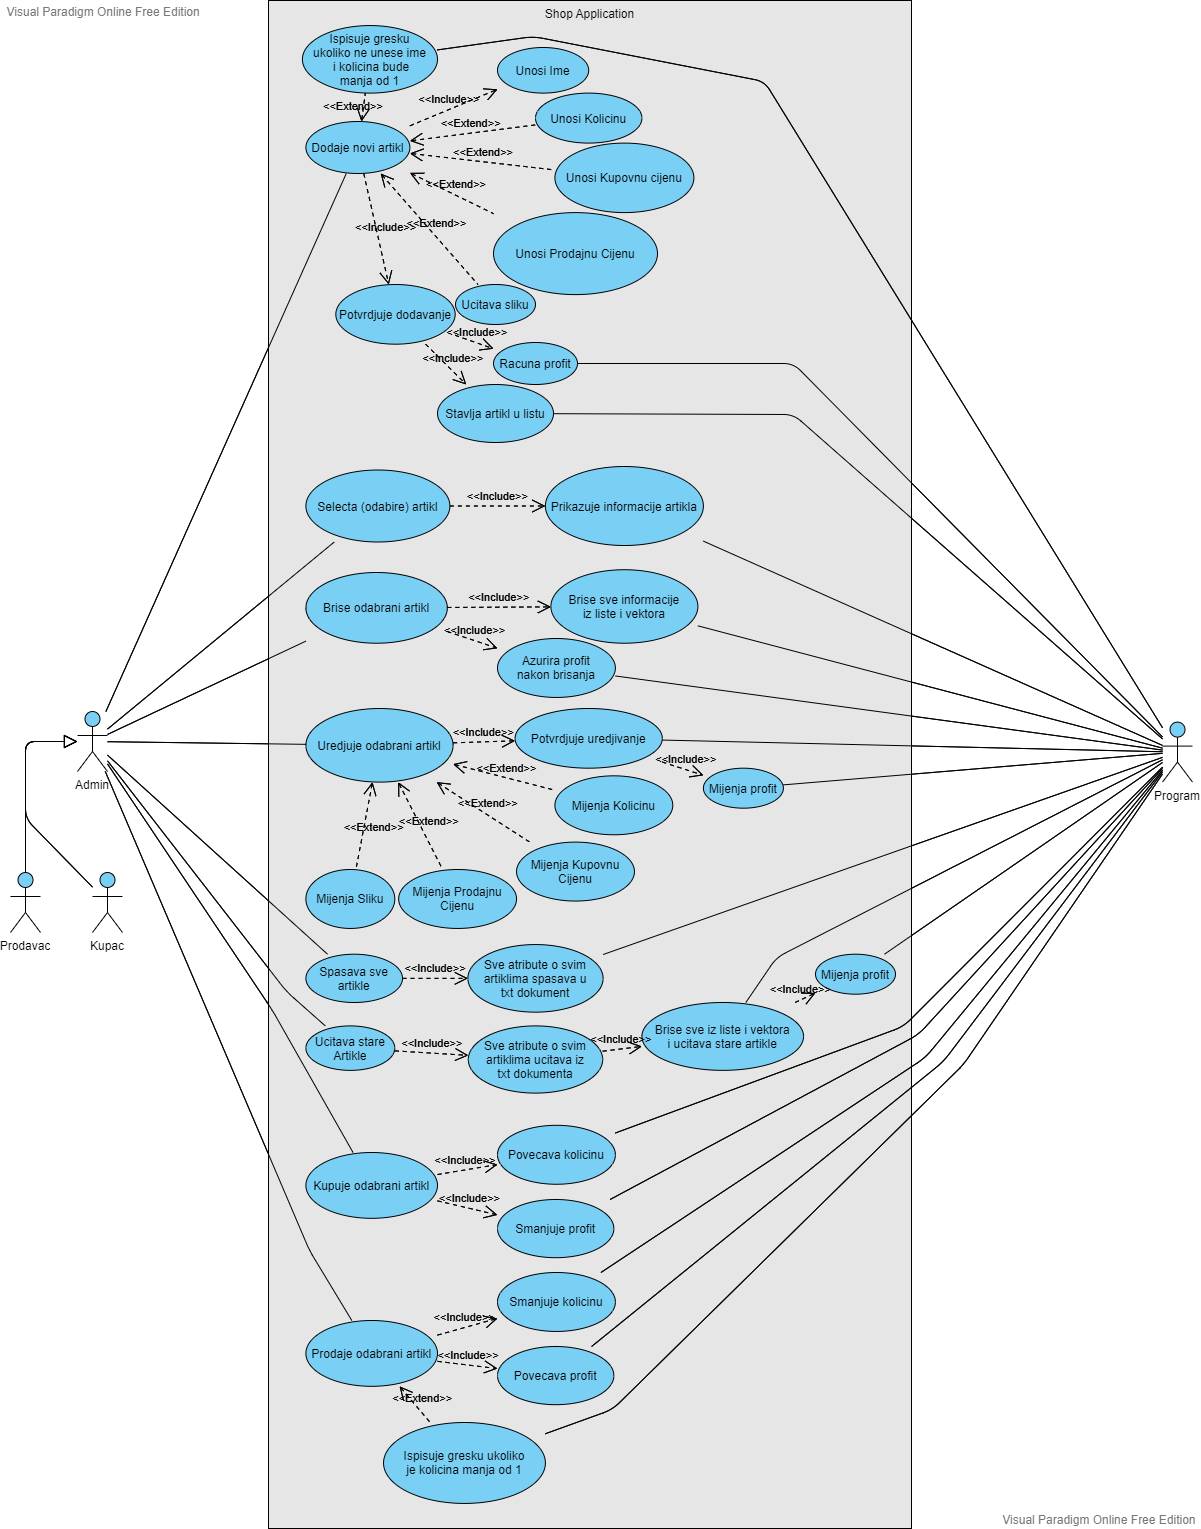 Visual Paradigm Online Free Edition
Shop Application
Ispisuje gresku
ukoliko ne unese ime
i kolicina bude
manja od 1
<<Extend>>
Unosi Ime
<<Include>>
Unosi Kolicinu
<<Extend>>
Dodaje novi artikl
<<Extend>>
Unosi Kupovnu cijenu
<<Extend>>
<<Include>>
<<Extend>>
Unosi Prodajnu Cijenu
Ucitava sliku
Potvrdjuje dodavanje
<<Include>>
<<Include>>
Racuna profit
Stavlja artikl u listu
Selecta (odabire) artikl
<<Include>>
Prikazuje informacije artikla
Brise odabrani artikl
<<Include>>
Brise sve informacije
iz liste i vektora
<<Include>>
Azurira profit
nakon brisanja
Uredjuje odabrani artikl
<<Include>>
Potvrdjuje uredjivanje
<<Include>>
Mijenja profit
<<Extend>>
Mijenja Kolicinu
<<Extend>>
<<Extend>>
<<Extend>>
Mijenja Kupovnu
Cijenu
Mijenja Sliku
Mijenja Prodajnu
Cijenu
Admin
Program
Prodavac
Kupac
Spasava sve
artikle
<<Include>>
Sve atribute o svim
artiklima spasava u
txt dokument
Mijenja profit
<<Include>>
Ucitava stare
Artikle
<<Include>>
Sve atribute o svim
artiklima ucitava iz
txt dokumenta
<<Include>>
Brise sve iz liste i vektora
i ucitava stare artikle
Kupuje odabrani artikl
<<Include>>
Povecava kolicinu
<<Include>>
Smanjuje profit
Prodaje odabrani artikl
<<Include>>
Smanjuje kolicinu
<<Include>>
Povecava profit
<<Extend>>
Ispisuje gresku ukoliko
je kolicina manja od 1
Visual Paradigm Online Free Edition